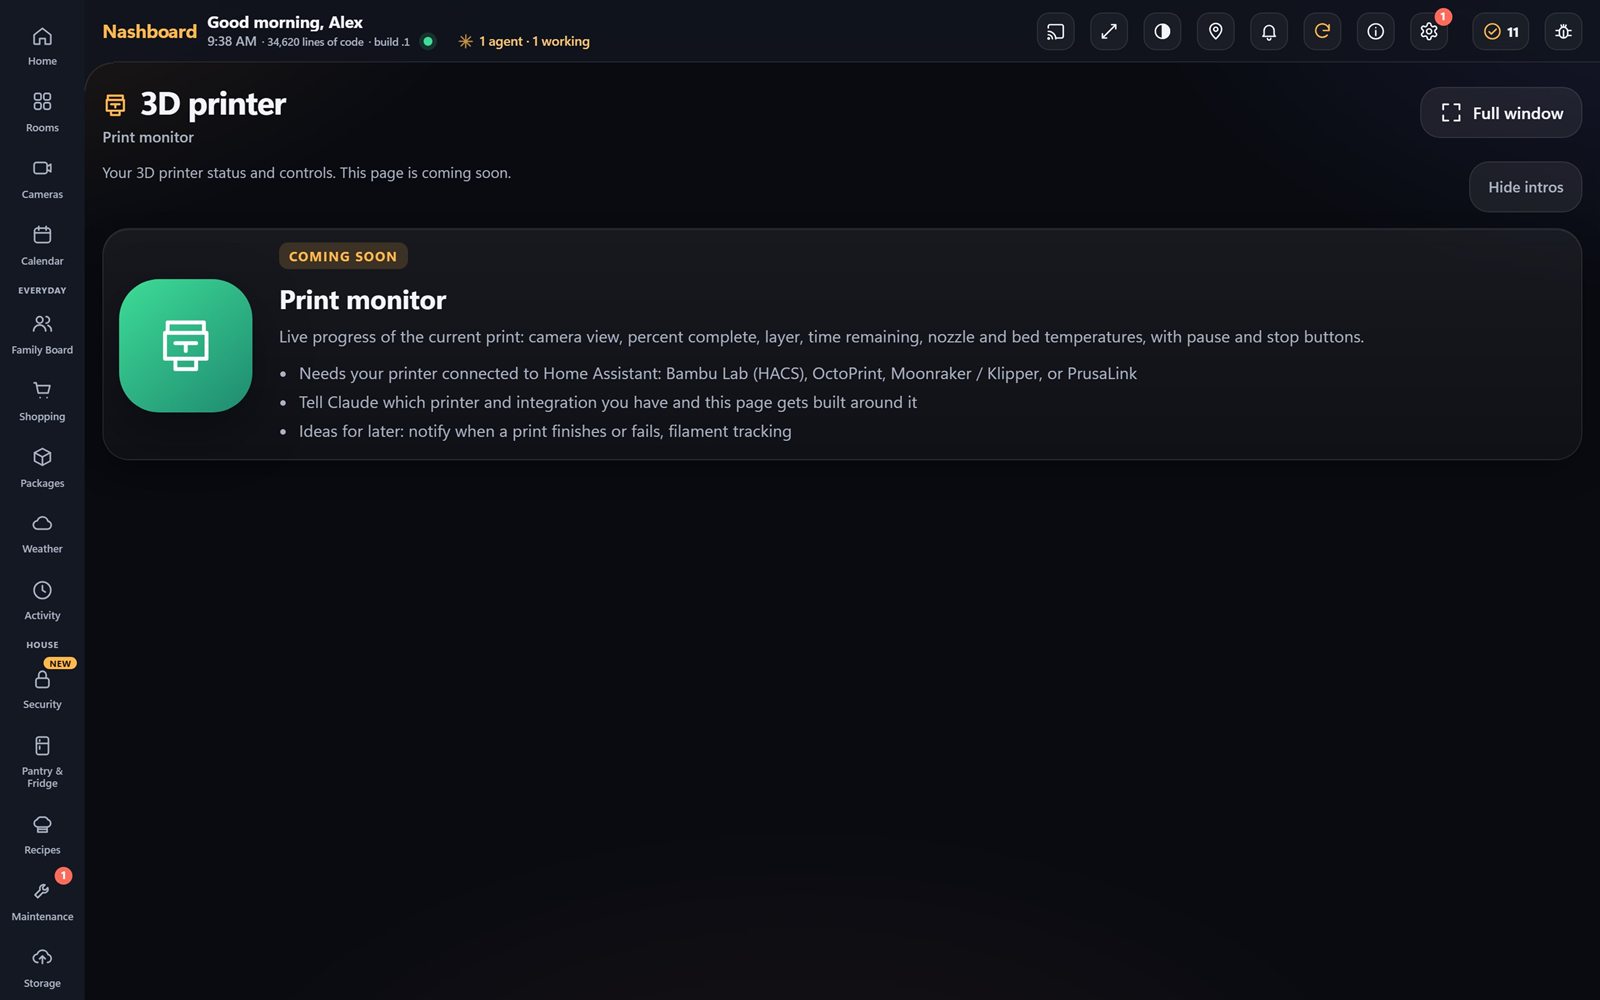 Home
Rooms
Cameras
Calendar
EVERYDAY
Family Board
Shopping
Packages
Weather
Activity
HOUSE
NEW
Security
Pantry &
Fridge
Recipes
1
Maintenance
Storage
Nashboard
Good morning, Alex
9:38 AM · 34,620 lines of code · build .1
1 agent · 1 working
1
11
3D printer
Print monitor
Full window
Your 3D printer status and controls. This page is coming soon.
Hide intros
COMING SOON
Print monitor
Live progress of the current print: camera view, percent complete, layer, time remaining, nozzle and bed temperatures, with pause and stop buttons.
• Needs your printer connected to Home Assistant: Bambu Lab (HACS), OctoPrint, Moonraker / Klipper, or PrusaLink
• Tell Claude which printer and integration you have and this page gets built around it
• Ideas for later: notify when a print finishes or fails, filament tracking